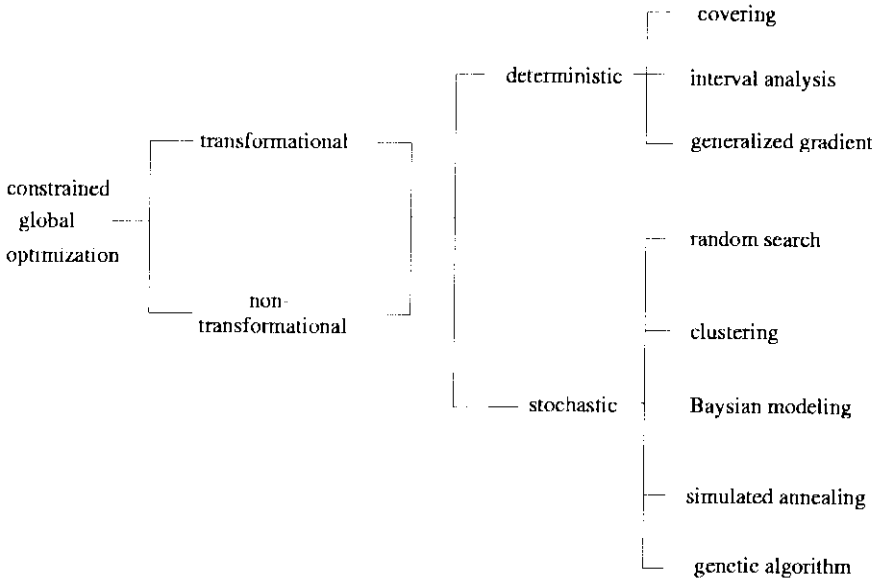 constrained
global
optimization
transformational
non-
transformational
deterministic
stochastic
covering
interval analysis
generalized gradient
random search
clustering
Baysian modeling
simulated annealing
genetic algorithm